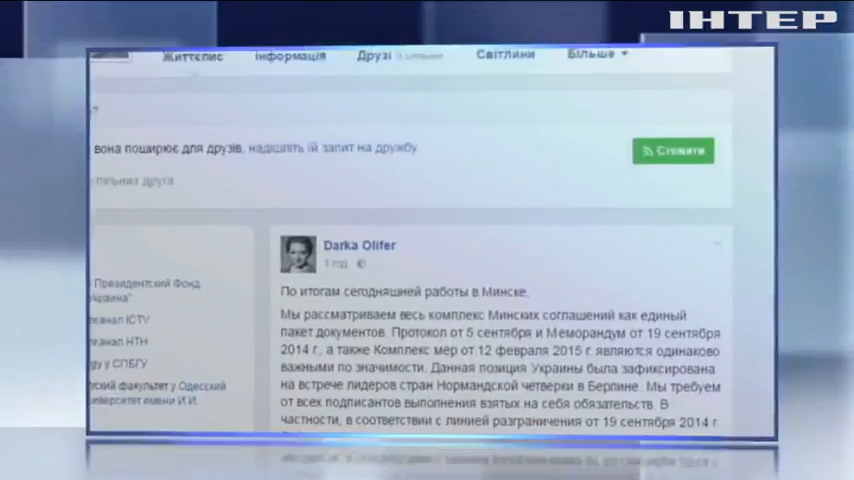 ІНТЕР
Життєпис Інформація Друзі Світлини Більше
вона поширює для друзів, надішліть їй запит на дружбу
Стежити
друга
Darka Olifer
1 год
Президентский Фонд
По итогам сегодняшней работы в Минске.
Мы рассматриваем весь комплекс Минских соглашений как единый
пакет документов. Протокол от 5 сентября и Меморандум от 19 сентября
2014 г., а также Комплекс мер от 12 февраля 2015 г. являются одинаково
важными по значимости. Данная позиция Украины была зафиксирована
на встрече лидеров стран Нормандской четверки в Берлине. Мы требуем
от всех подписантов выполнения взятых на себя обязательств. В
частности, в соответствии с линией разграничения от 19 сентября 2014 г
ICTV
НТН
у СПБГУ
факультет у Одесский
имени И.И.